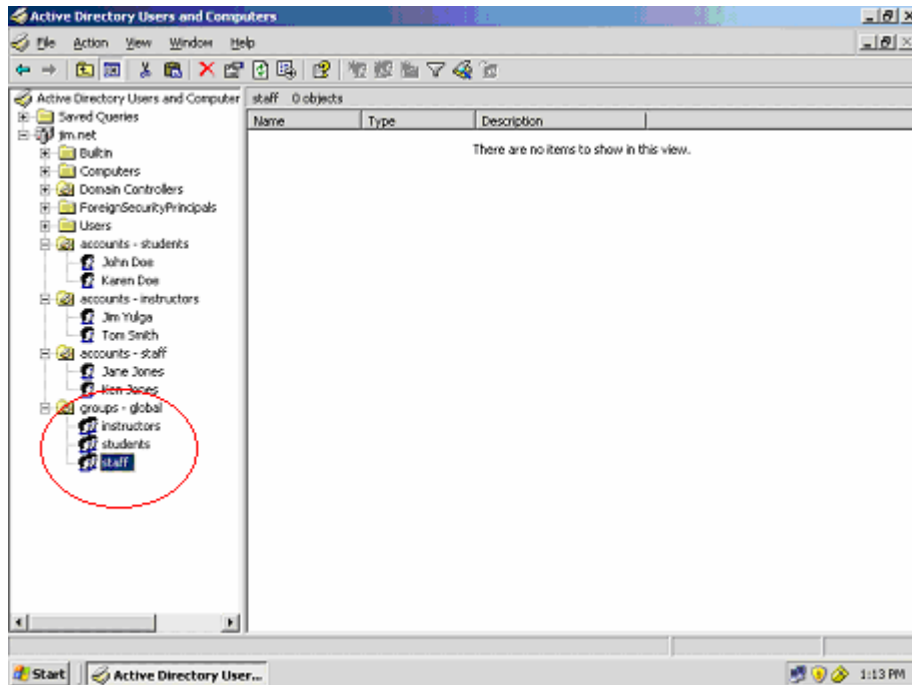 Active Directory Users and Computers
File Action View Window Help
Active Directory Users and Computer
staff 0 objects
Saved Queries
jim.net
Builtin
Computers
Domain Controllers
ForeignSecurityPrincipals
Users
accounts - students
John Doe
Karen Doe
accounts - instructors
Jim Yulga
Tom Smith
accounts - staff
Jane Jones
Ken Jones
groups - global
instructors
students
staff
Name Type Description
There are no items to show in this view.
Start Active Directory User... 1:13 PM